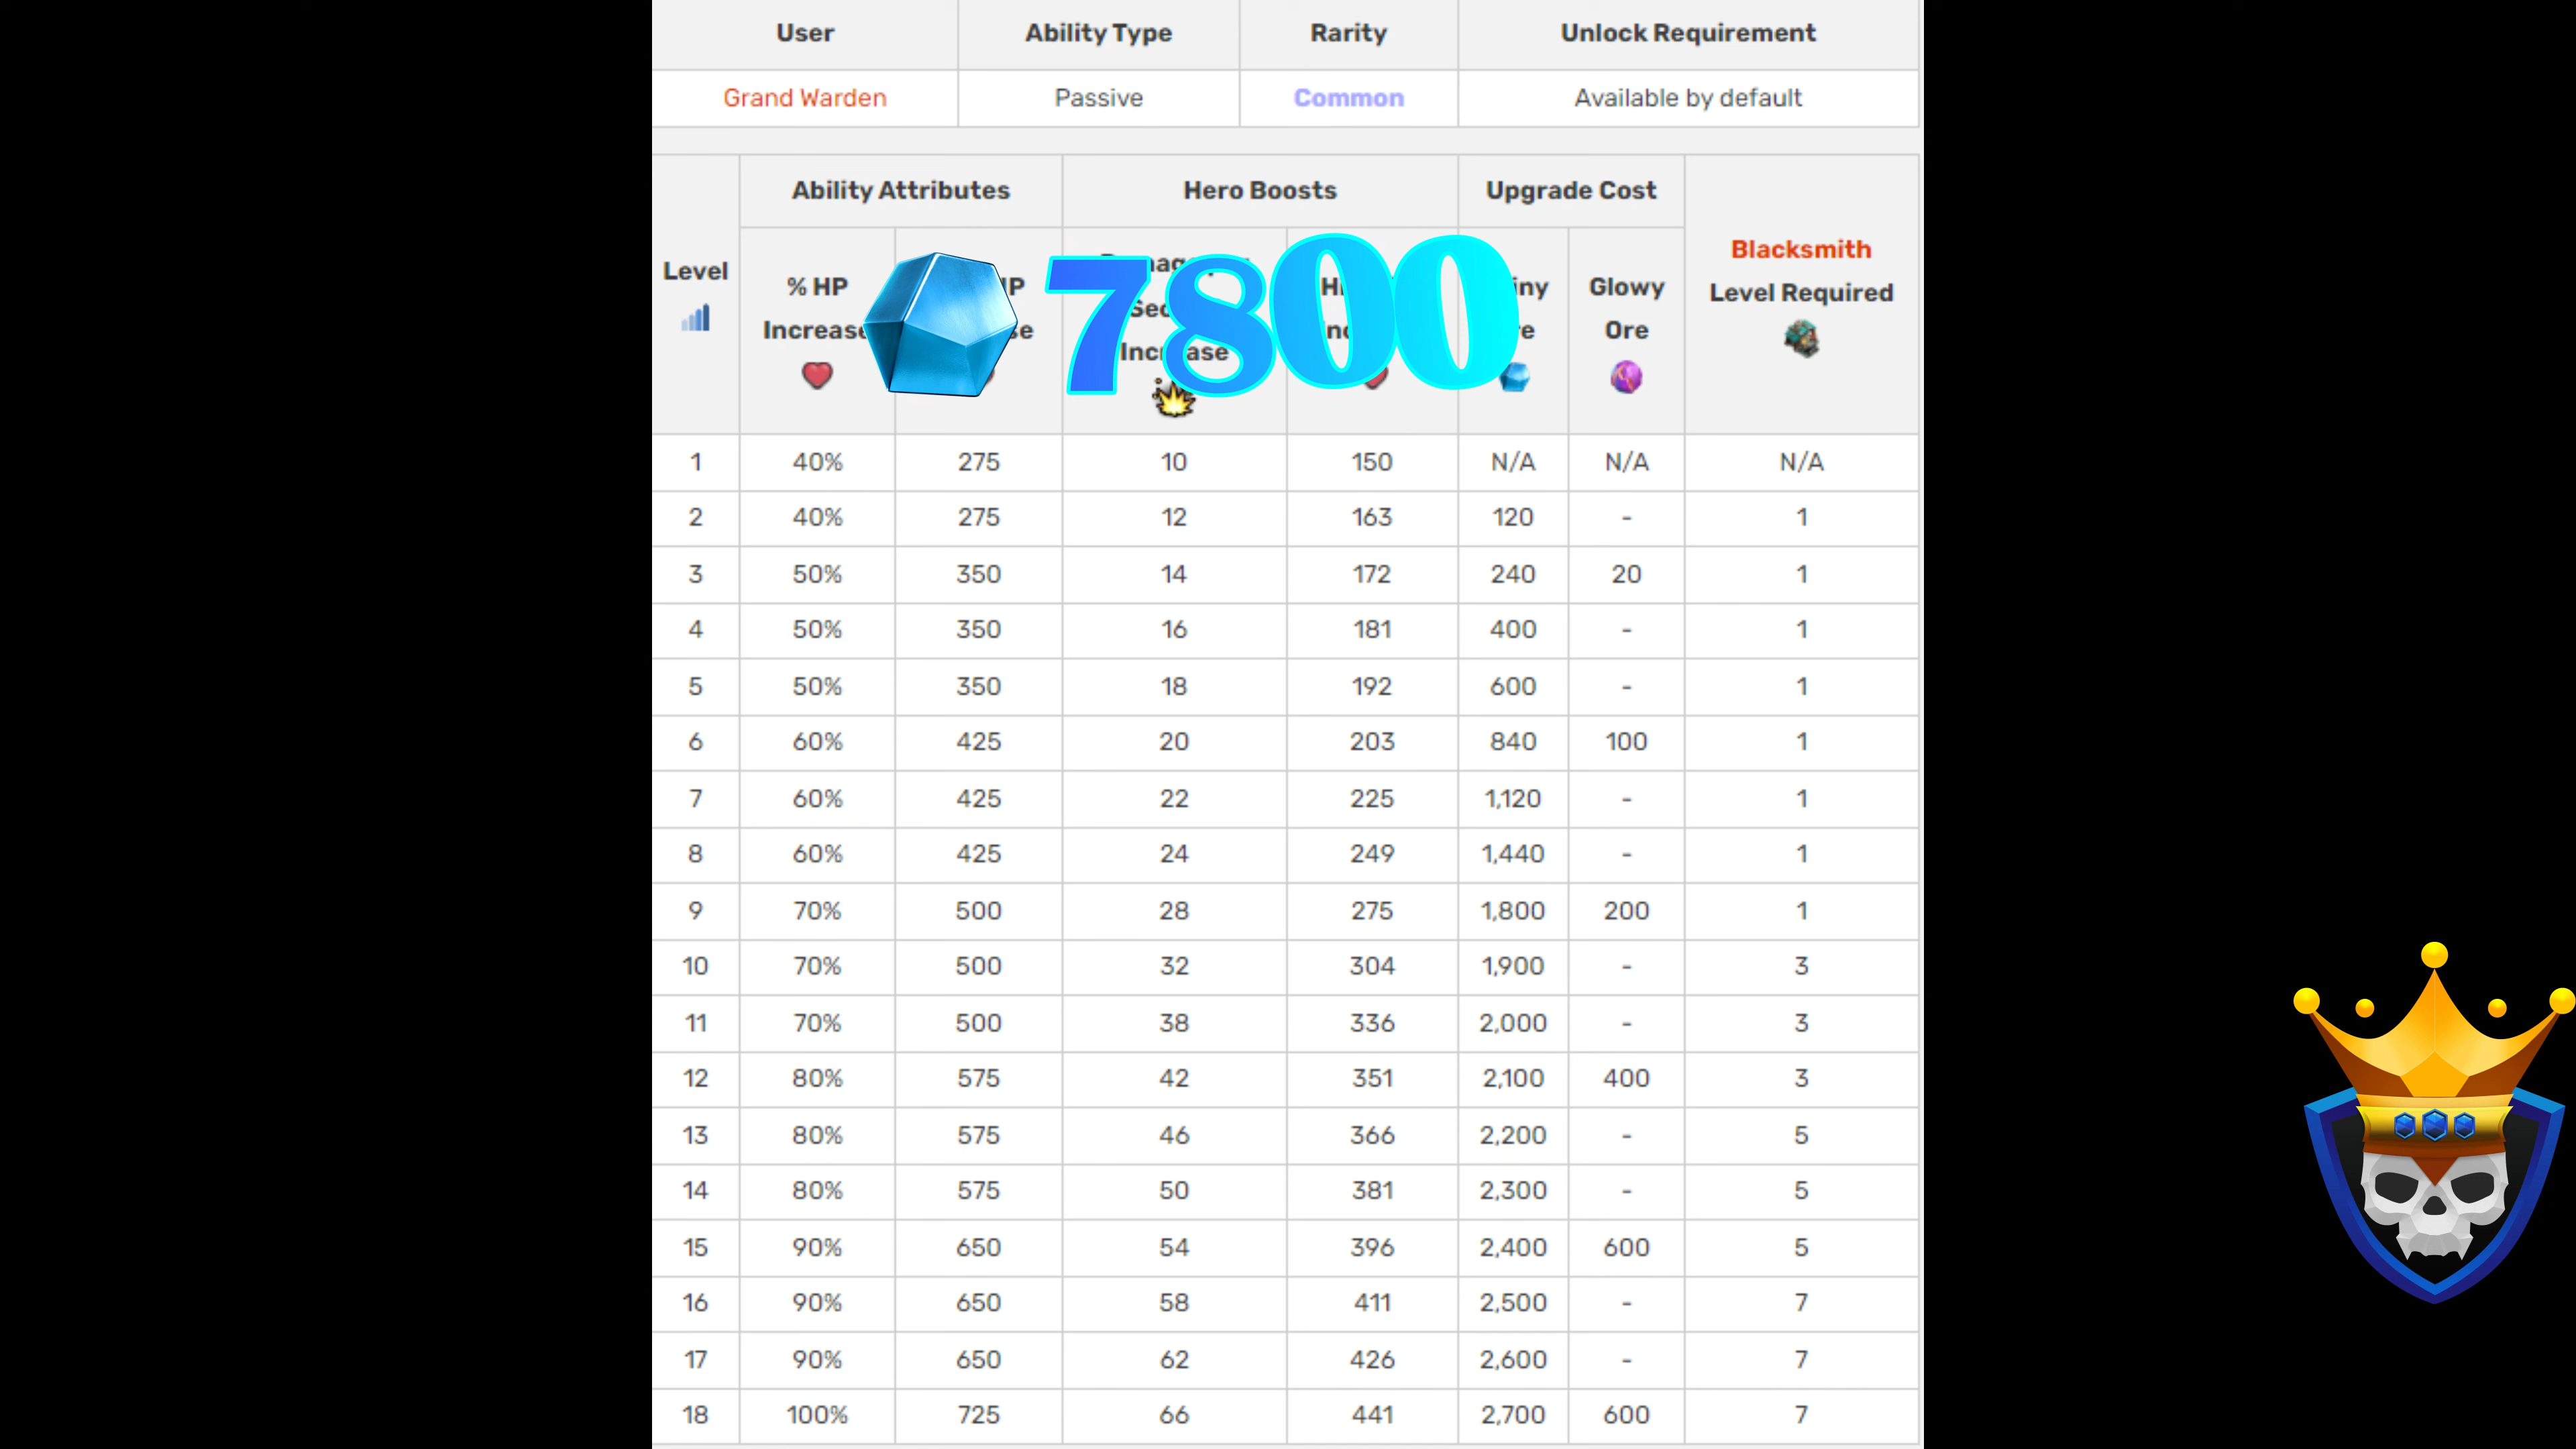 User Ability Type Rarity Unlock Requirement
Grand Warden Passive Common Available by default
Ability Attributes Hero Boosts Upgrade Cost
Level % HP Increase 7800 Glowy Ore Blacksmith Level Required
1 40% 275 10 150 N/A N/A N/A
2 40% 275 12 163 120 - 1
3 50% 350 14 172 240 20 1
4 50% 350 16 181 400 - 1
5 50% 350 18 192 600 - 1
6 60% 425 20 203 840 100 1
7 60% 425 22 225 1,120 - 1
8 60% 425 24 249 1,440 - 1
9 70% 500 28 275 1,800 200 1
10 70% 500 32 304 1,900 - 3
11 70% 500 38 336 2,000 - 3
12 80% 575 42 351 2,100 400 3
13 80% 575 46 366 2,200 - 5
14 80% 575 50 381 2,300 - 5
15 90% 650 54 396 2,400 600 5
16 90% 650 58 411 2,500 - 7
17 90% 650 62 426 2,600 - 7
18 100% 725 66 441 2,700 600 7